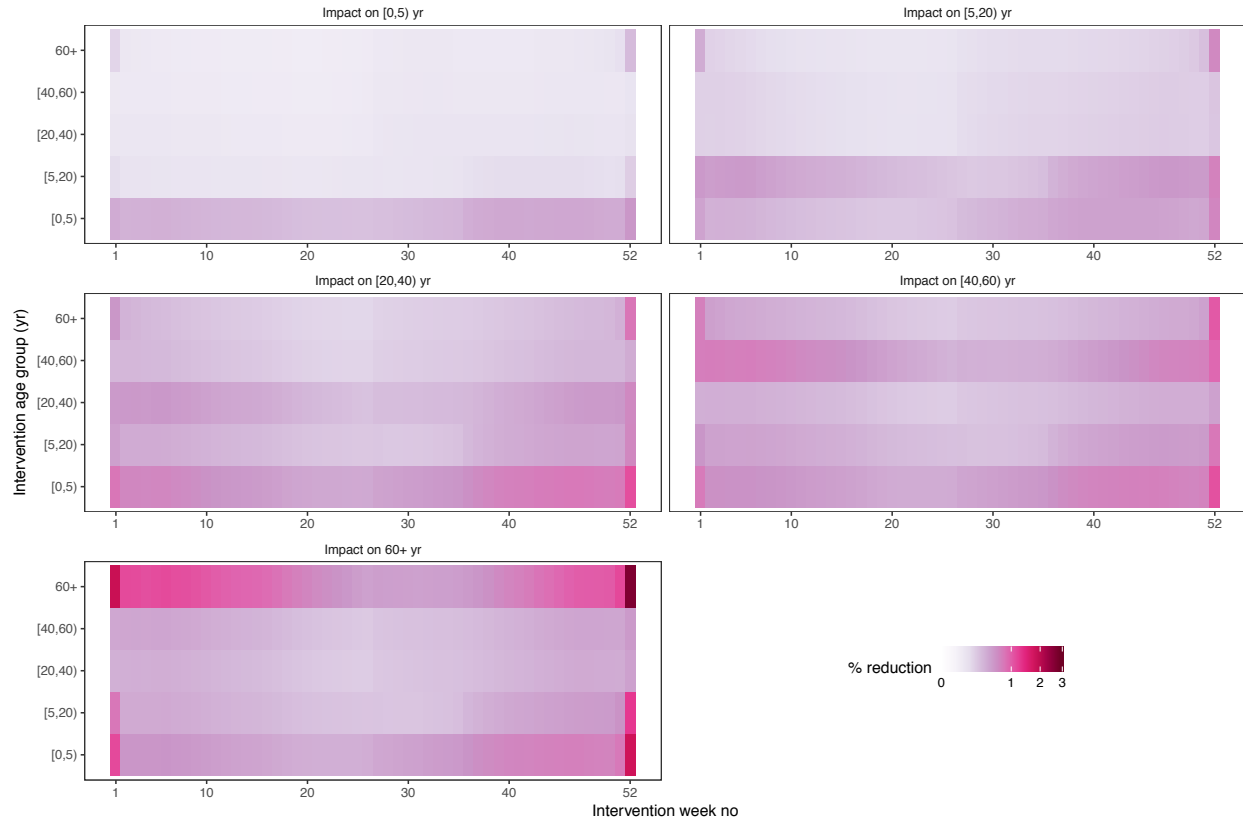 Impact on [0,5) yr
Impact on [5,20) yr
60+
[40,60)
[20,40)
[5,20)
[0,5)
1 10 20 30 40 52
1 10 20 30 40 52
Impact on [20,40) yr
Impact on [40,60) yr
60+
[40,60)
[20,40)
[5,20)
[0,5)
1 10 20 30 40 52
1 10 20 30 40 52
Intervention age group (yr)
Impact on 60+ yr
60+
[40,60)
[20,40)
[5,20)
[0,5)
1 10 20 30 40 52
% reduction
0 1 2 3
Intervention week no